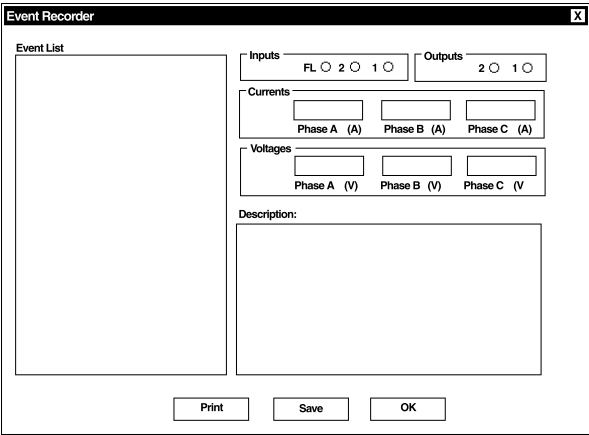 Event Recorder X
Event List
Inputs
FL 2 1
Outputs
2 1
Currents
Phase A (A) Phase B (A) Phase C (A)
Voltages
Phase A (V) Phase B (V) Phase C (V
Description:
Print Save OK